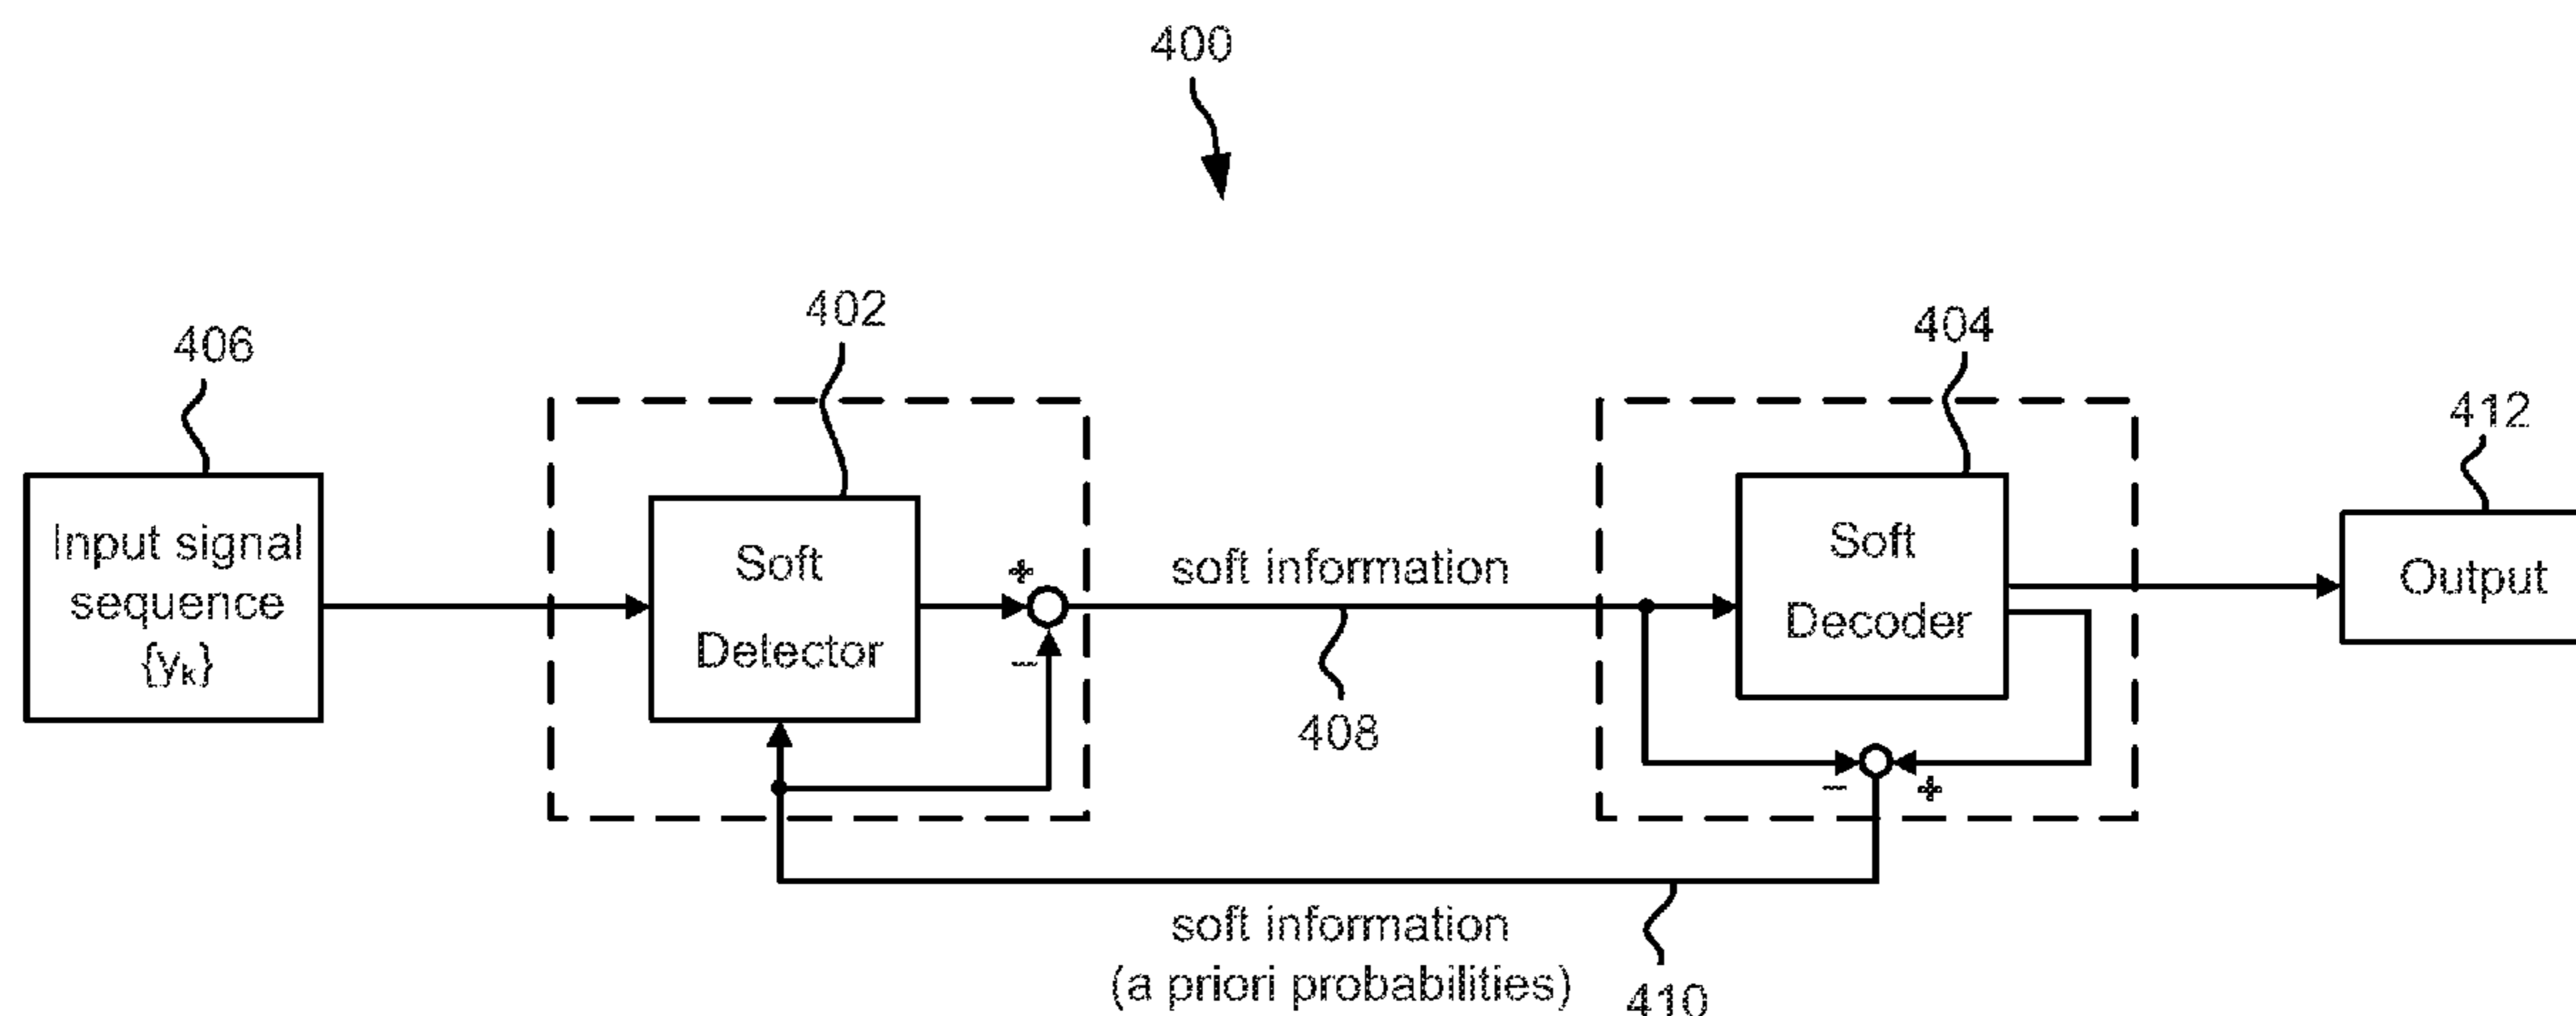 400
402
404
406
412
Input signal
sequence
{yk}
Soft
Detector
+
−
soft information
408
Soft
Decoder
−
+
Output
soft information
(a priori probabilities)
410